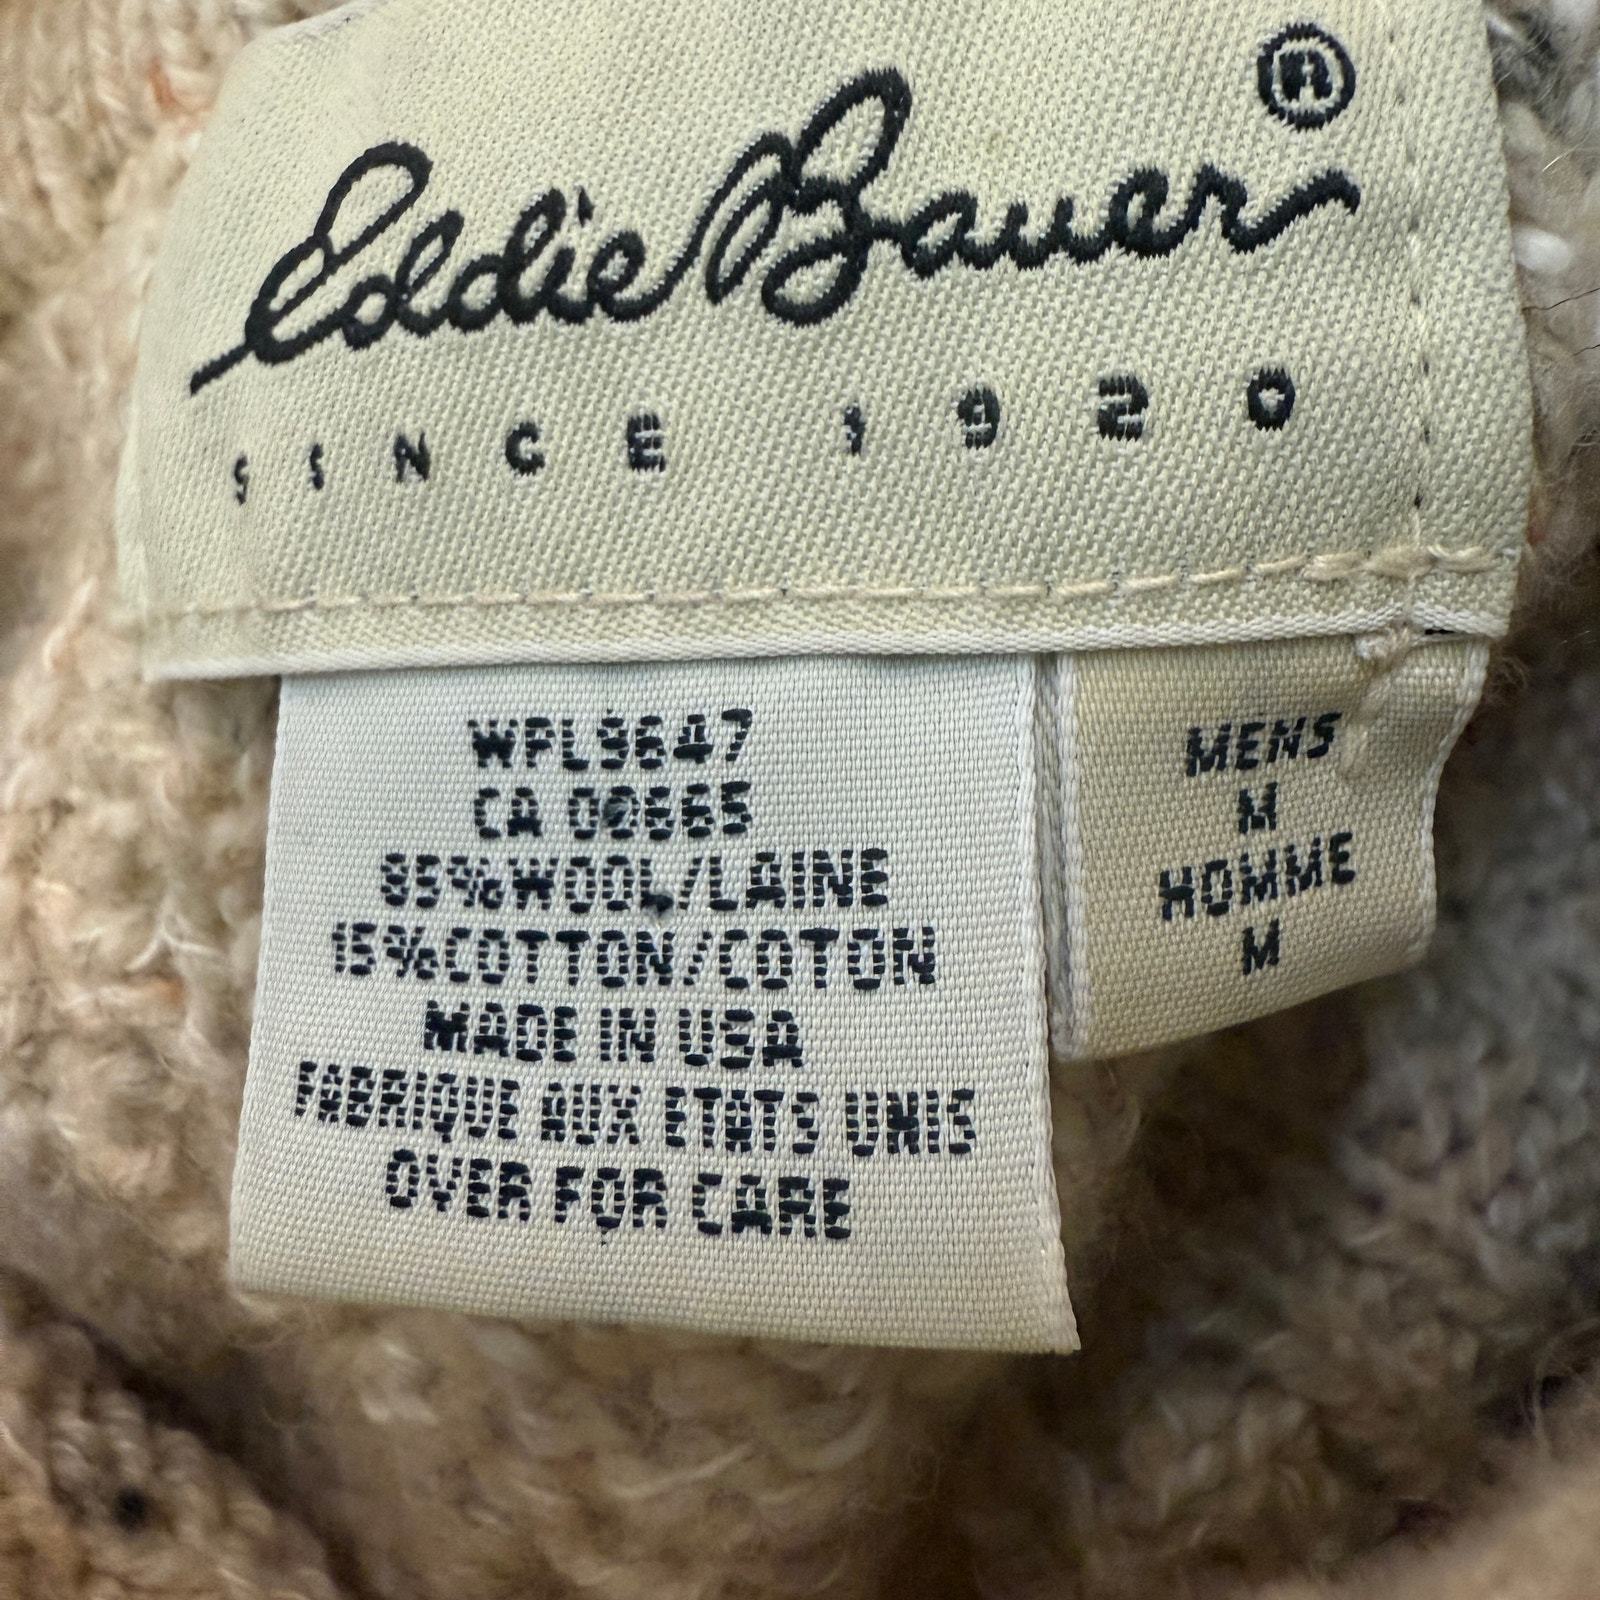 Eddie Bauer®
SINCE 1920
WPL9647
CA 00665
85%WOOL/LAINE
15%COTTON/COTON
MADE IN USA
FABRIQUE AUX ETATS UNIS
OVER FOR CARE
MENS
M
HOMME
M